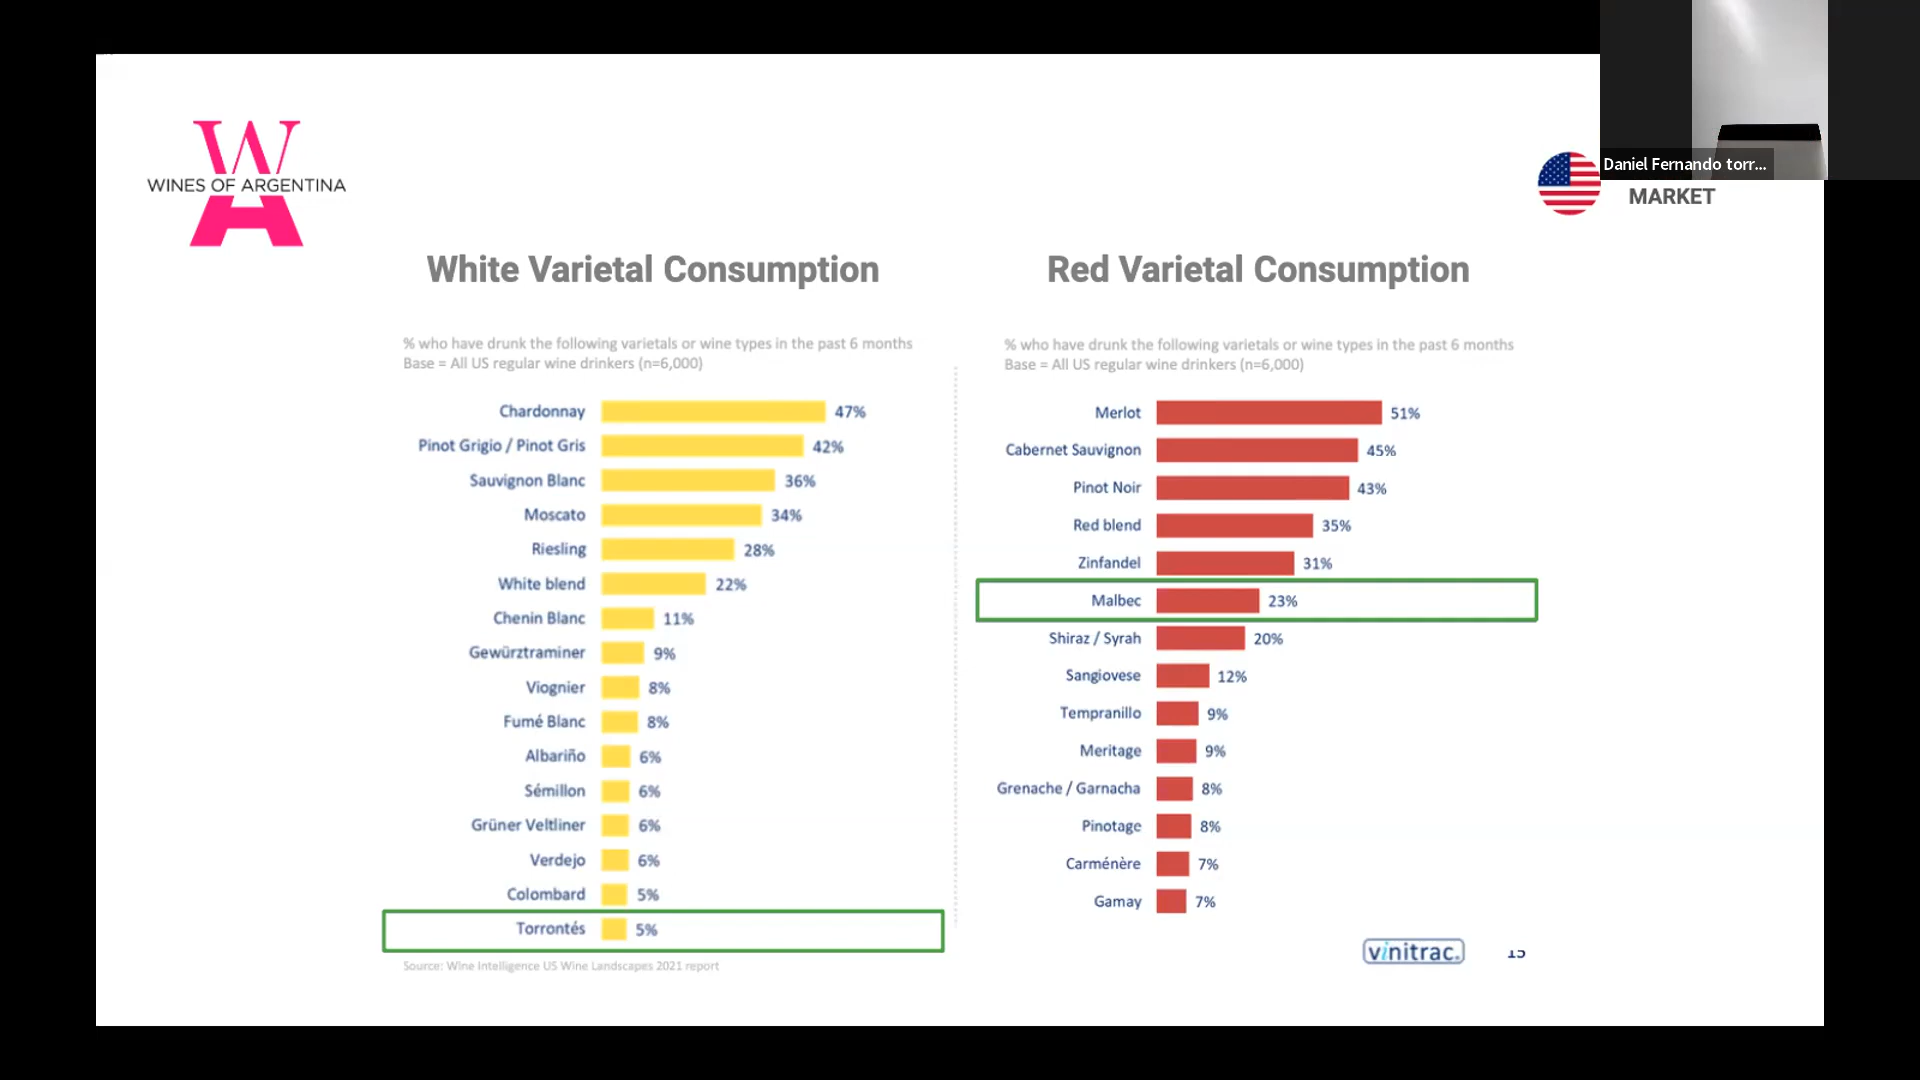 W
WINES OF ARGENTINA
A
Daniel Fernando torr...
MARKET
White Varietal Consumption
% who have drunk the following varietals or wine types in the past 6 months
Base = All US regular wine drinkers (n=6,000)
Chardonnay 47%
Pinot Grigio / Pinot Gris 42%
Sauvignon Blanc 36%
Moscato 34%
Riesling 28%
White blend 22%
Chenin Blanc 11%
Gewürztraminer 9%
Viognier 8%
Fumé Blanc 8%
Albariño 6%
Sémillon 6%
Grüner Veltliner 6%
Verdejo 6%
Colombard 5%
Torrontés 5%
Source: Wine Intelligence US Wine Landscapes 2021 report
Red Varietal Consumption
% who have drunk the following varietals or wine types in the past 6 months
Base = All US regular wine drinkers (n=6,000)
Merlot 51%
Cabernet Sauvignon 45%
Pinot Noir 43%
Red blend 35%
Zinfandel 31%
Malbec 23%
Shiraz / Syrah 20%
Sangiovese 12%
Tempranillo 9%
Meritage 9%
Grenache / Garnacha 8%
Pinotage 8%
Carménère 7%
Gamay 7%
vinitrac.
15